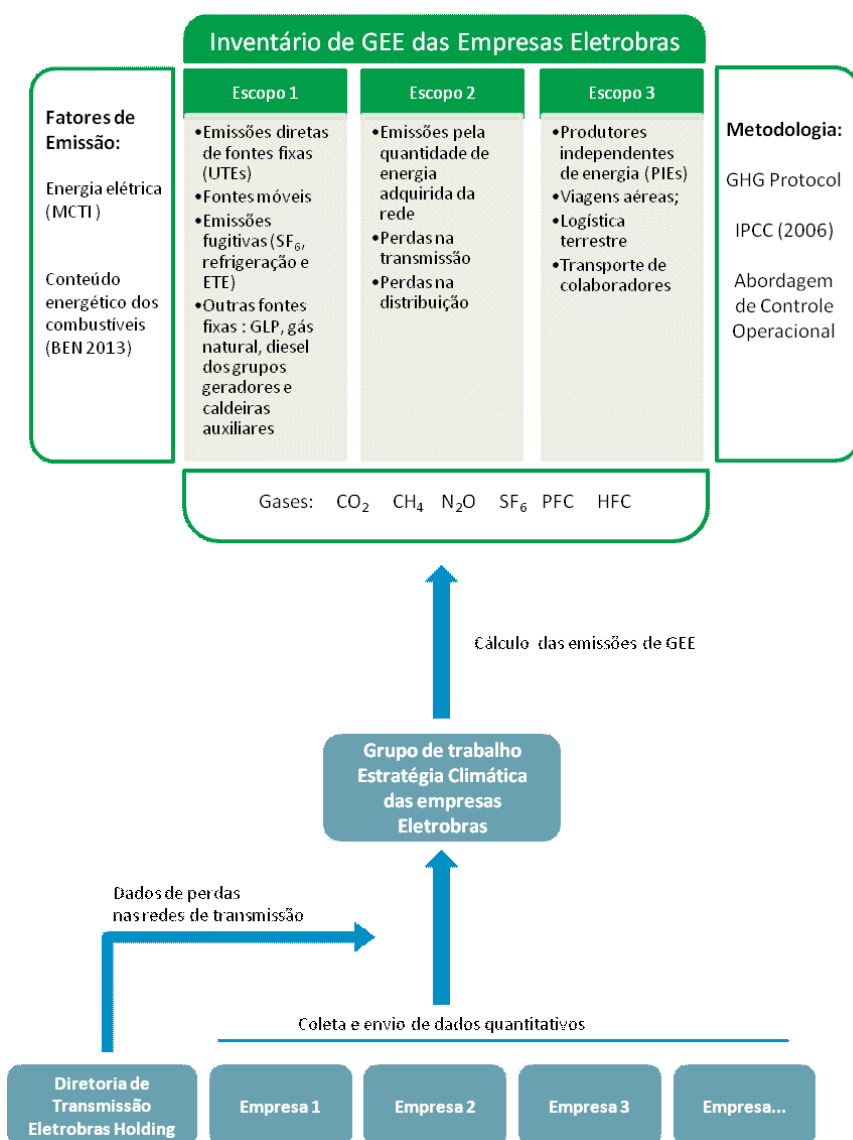 Inventário de GEE das Empresas Eletrobras
Fatores de
Emissão:
Energia elétrica
(MCTI )
Conteúdo
energético dos
combustíveis
(BEN 2013)
Escopo 1
•Emissões diretas
de fontes fixas
(UTEs)
•Fontes móveis
•Emissões
fugitivas (SF₆,
refrigeração e
ETE)
•Outras fontes
fixas : GLP, gás
natural, diesel
dos grupos
geradores e
caldeiras
auxiliares
Escopo 2
•Emissões pela
quantidade de
energia
adquirida da
rede
•Perdas na
transmissão
•Perdas na
distribuição
Escopo 3
•Produtores
independentes
de energia (PIEs)
•Viagens aéreas;
•Logística
terrestre
•Transporte de
colaboradores
Metodologia:
GHG Protocol
IPCC (2006)
Abordagem
de Controle
Operacional
Gases: CO₂ CH₄ N₂O SF₆ PFC HFC
Cálculo das emissões de GEE
Grupo de trabalho
Estratégia Climática
das empresas
Eletrobras
Dados de perdas
nas redes de transmissão
Coleta e envio de dados quantitativos
Diretoria de
Transmissão
Eletrobras Holding
Empresa 1
Empresa 2
Empresa 3
Empresa...